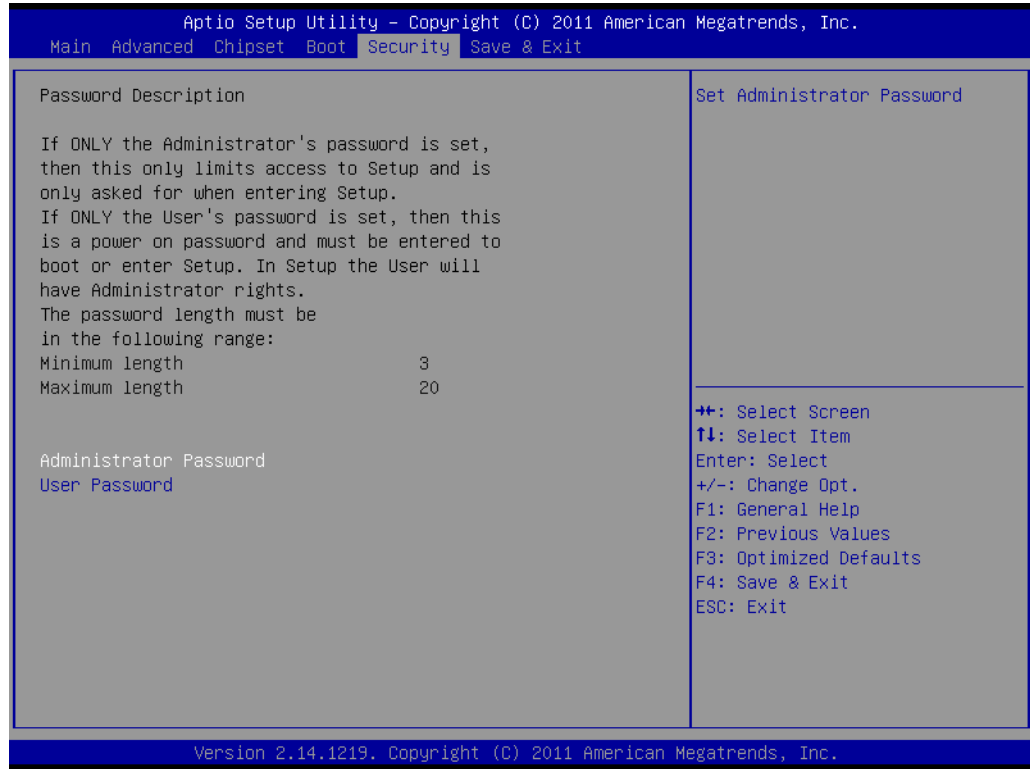 Aptio Setup Utility – Copyright (C) 2011 American Megatrends, Inc.
Main Advanced Chipset Boot Security Save & Exit
Password Description
If ONLY the Administrator's password is set,
then this only limits access to Setup and is
only asked for when entering Setup.
If ONLY the User's password is set, then this
is a power on password and must be entered to
boot or enter Setup. In Setup the User will
have Administrator rights.
The password length must be
in the following range:
Minimum length 3
Maximum length 20
Administrator Password
User Password
Set Administrator Password
→←: Select Screen
↑↓: Select Item
Enter: Select
+/-: Change Opt.
F1: General Help
F2: Previous Values
F3: Optimized Defaults
F4: Save & Exit
ESC: Exit
Version 2.14.1219. Copyright (C) 2011 American Megatrends, Inc.